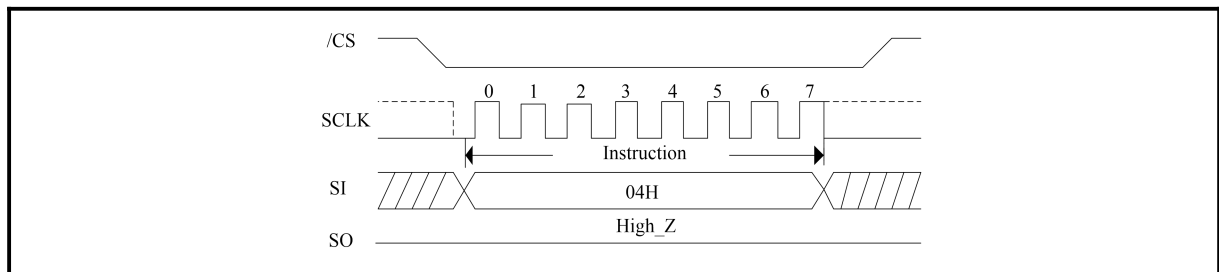 /CS
0 1 2 3 4 5 6 7
SCLK
Instruction
SI
04H
High_Z
SO